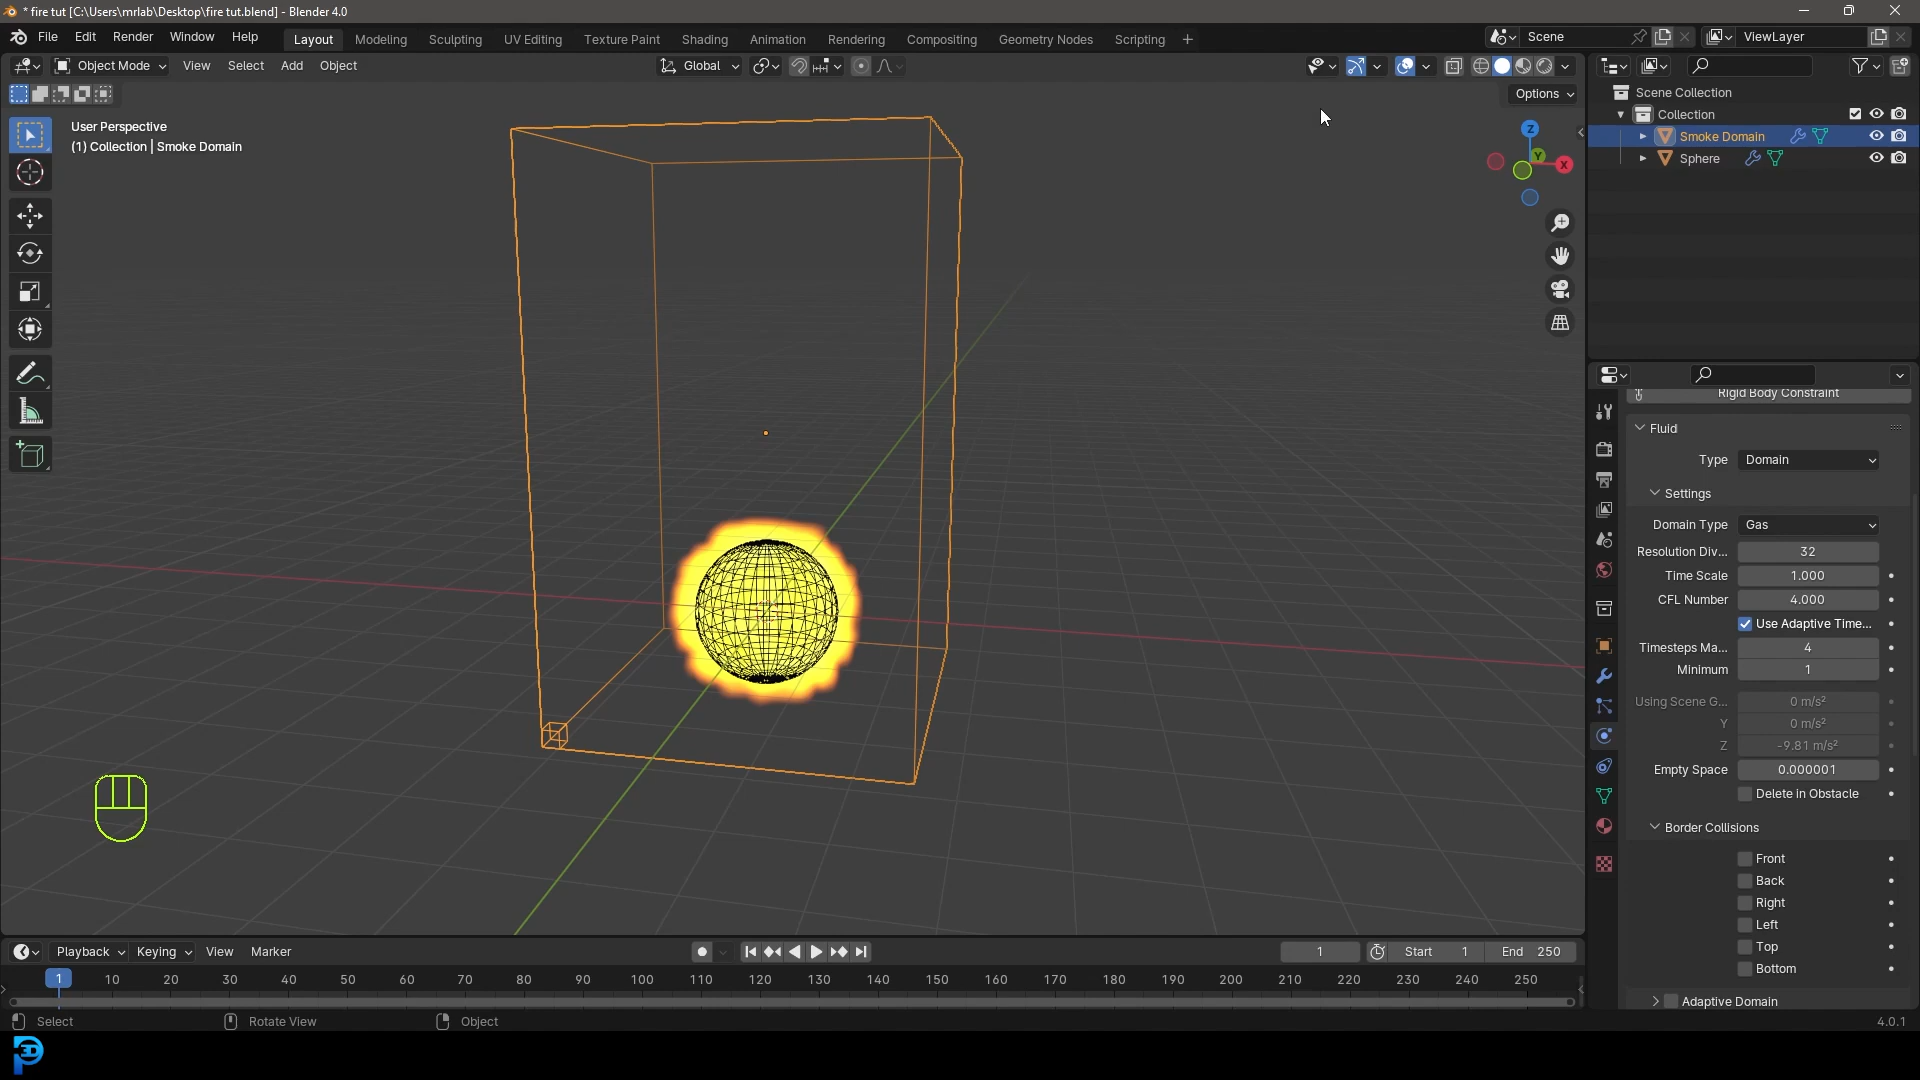 * fire tut [C:\Users\mrlab\Desktop\fire tut.blend] - Blender 4.0
File Edit Render Window Help Layout Modeling Sculpting UV Editing Texture Paint Shading Animation Rendering Compositing Geometry Nodes Scripting + Scene ViewLayer
Object Mode View Select Add Object Global
Options
User Perspective
(1) Collection | Smoke Domain
Z
Y
X
Scene Collection
Collection
Smoke Domain
Sphere
Rigid Body Constraint
Fluid
Type Domain
Settings
Domain Type Gas
Resolution Div... 32
Time Scale 1.000
CFL Number 4.000
Use Adaptive Time...
Timesteps Ma... 4
Minimum 1
Using Scene G... 0 m/s²
Y 0 m/s²
Z -9.81 m/s²
Empty Space 0.000001
Delete in Obstacle
Border Collisions
Front
Back
Right
Left
Top
Bottom
Adaptive Domain
Playback Keying View Marker 1 Start 1 End 250
1 10 20 30 40 50 60 70 80 90 100 110 120 130 140 150 160 170 180 190 200 210 220 230 240 250
Select Rotate View Object 4.0.1
3D